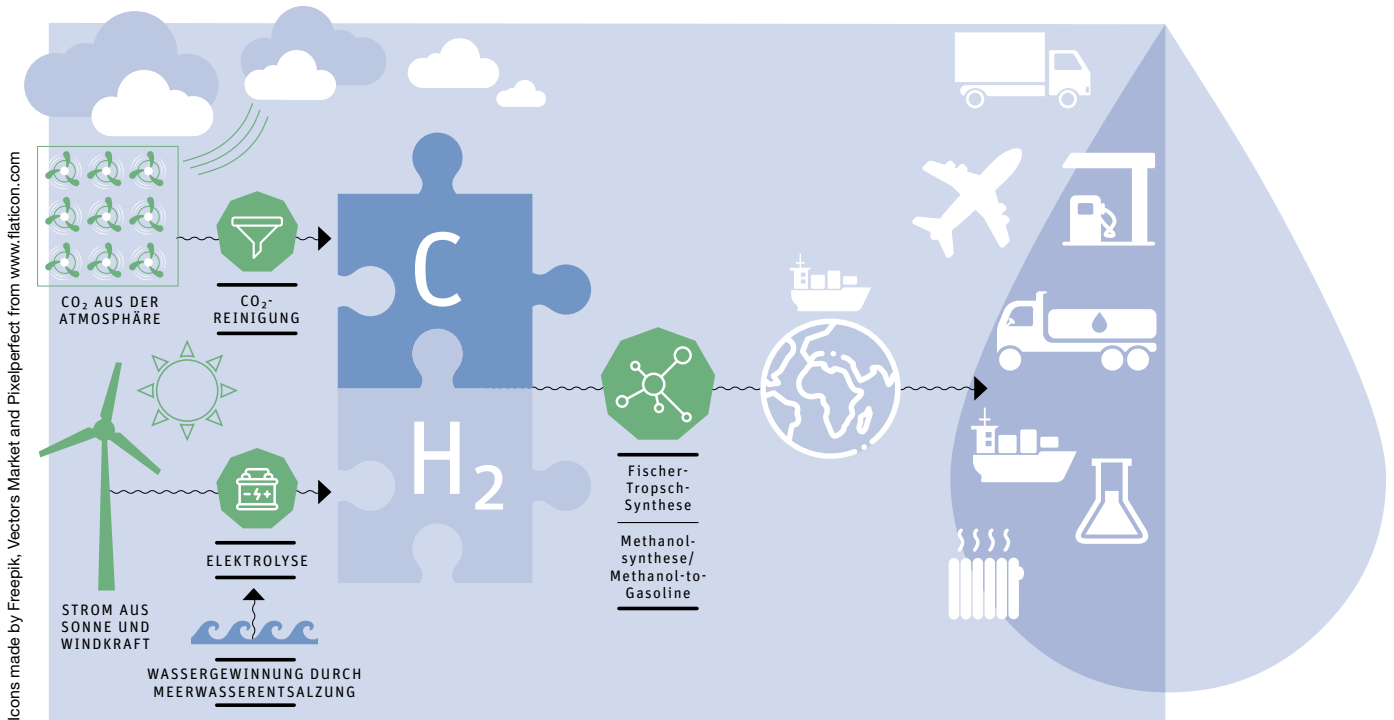 Icons made by Freepik, Vectors Market and Pixelperfect from www.flaticon.com
CO₂ AUS DER
ATMOSPHÄRE
CO₂-
REINIGUNG
C
H₂
STROM AUS
SONNE UND
WINDKRAFT
ELEKTROLYSE
WASSERGEWINNUNG DURCH
MEERWASSERENTSALZUNG
Fischer-
Tropsch-
Synthese
Methanol-
synthese/
Methanol-to-
Gasoline